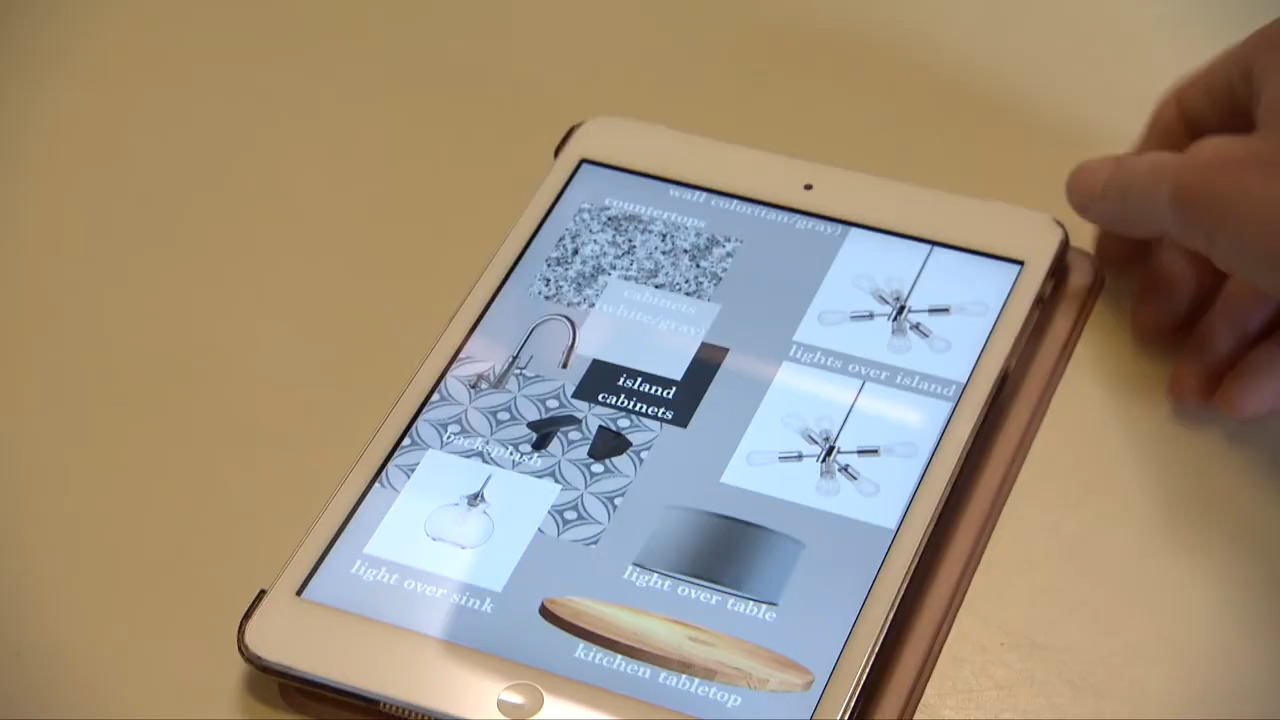 wall color(tan/gray)
countertops
cabinets
(white/gray)
lights over island
island
cabinets
backsplash
light over sink
light over table
kitchen tabletop